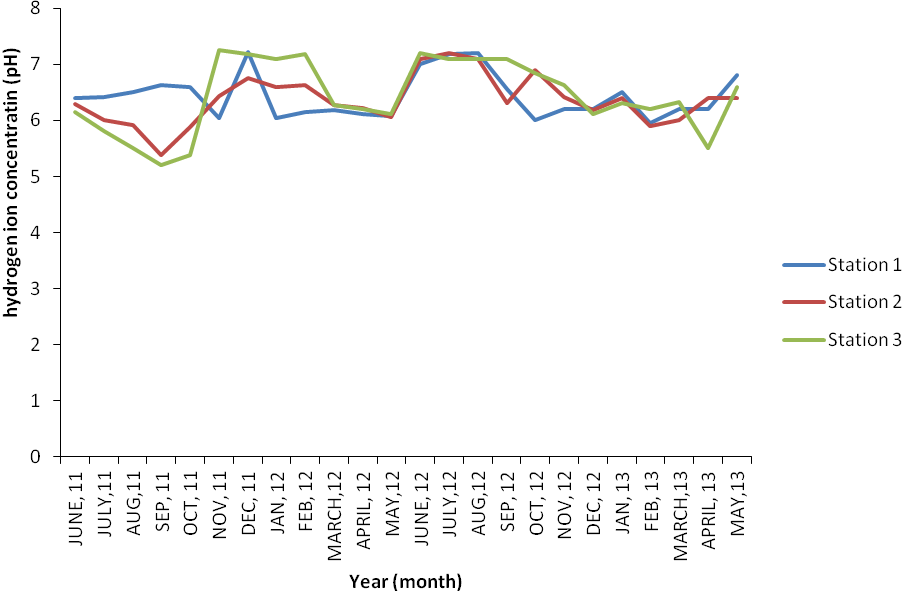 hydrogen ion concentratin (pH)
8
7
6
5
4
3
2
1
0
JUNE, 11
JULY,11
AUG,11
SEP, 11
OCT, 11
NOV, 11
DEC, 11
JAN, 12
FEB, 12
MARCH,12
APRIL, 12
MAY,12
JUNE, 12
JULY, 12
AUG,12
SEP, 12
OCT, 12
NOV, 12
DEC, 12
JAN, 13
FEB, 13
MARCH,13
APRIL, 13
MAY,13
Year (month)
Station 1
Station 2
Station 3